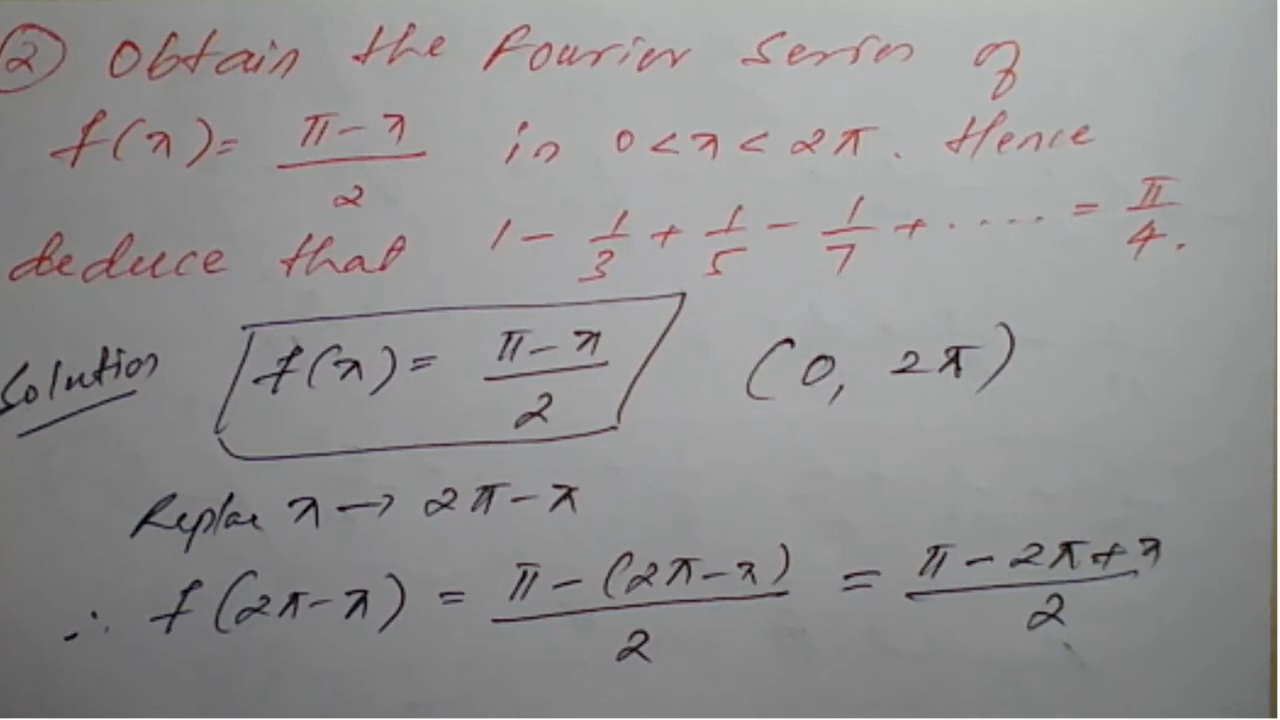 ② Obtain the Fourier Series of
f(x) = (π-x)/2 in 0<x<2π. Hence
deduce that 1 - 1/3 + 1/5 - 1/7 + ..... = π/4.
Solution f(x) = (π-x)/2 (0, 2π)
Replace x → 2π-x
∴ f(2π-x) = (π-(2π-x))/2 = (π-2π+x)/2